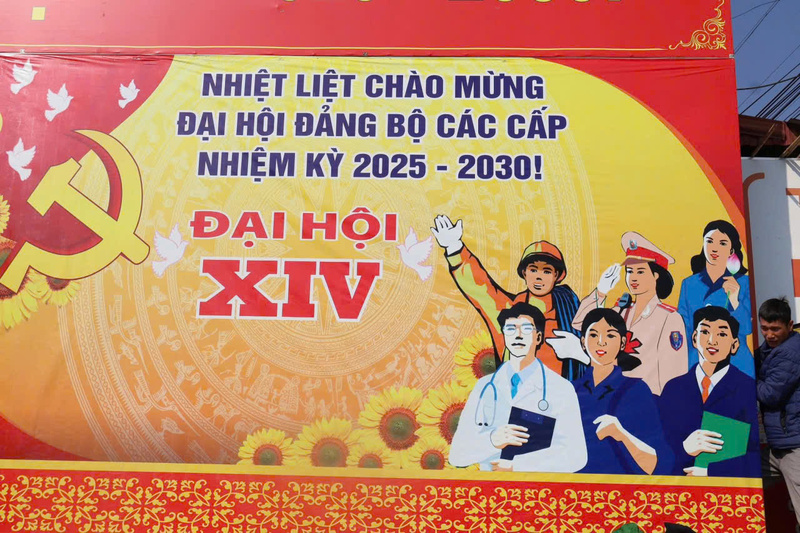 NHIỆT LIỆT CHÀO MỪNG
ĐẠI HỘI ĐẢNG BỘ CÁC CẤP
NHIỆM KỲ 2025 - 2030!
ĐẠI HỘI
XIV